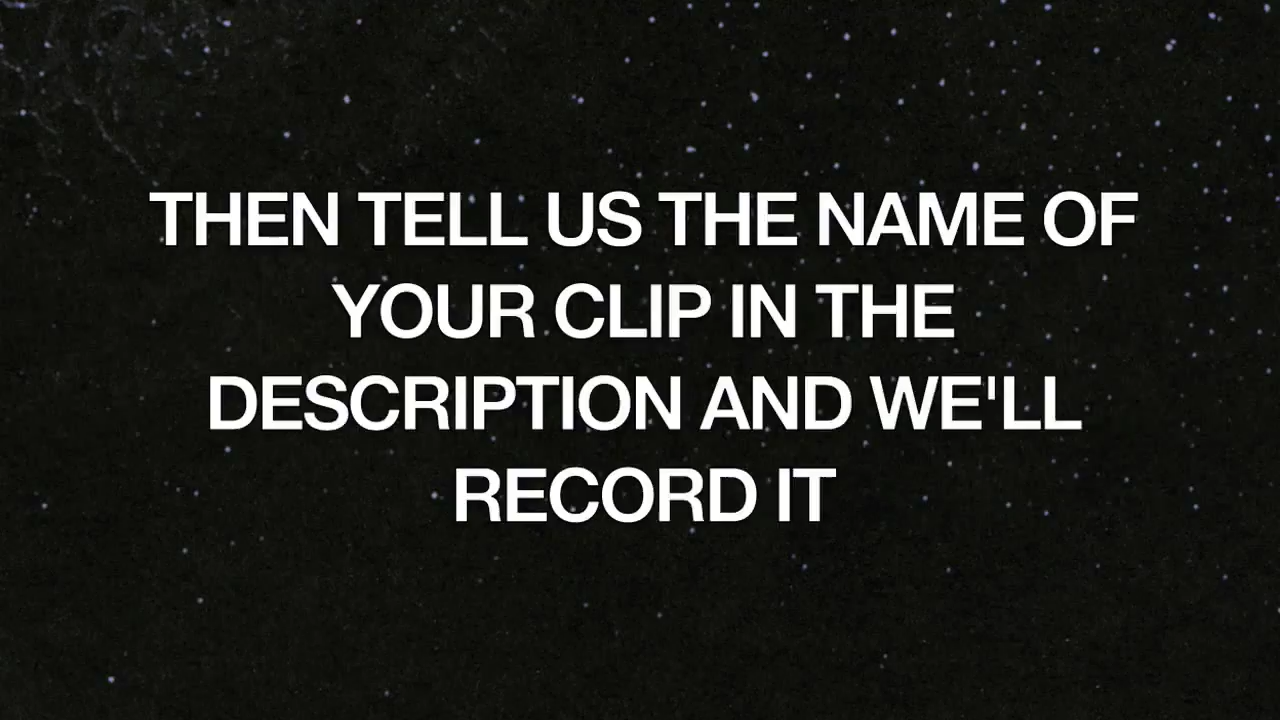 THEN TELL US THE NAME OF
YOUR CLIP IN THE
DESCRIPTION AND WE'LL
RECORD IT